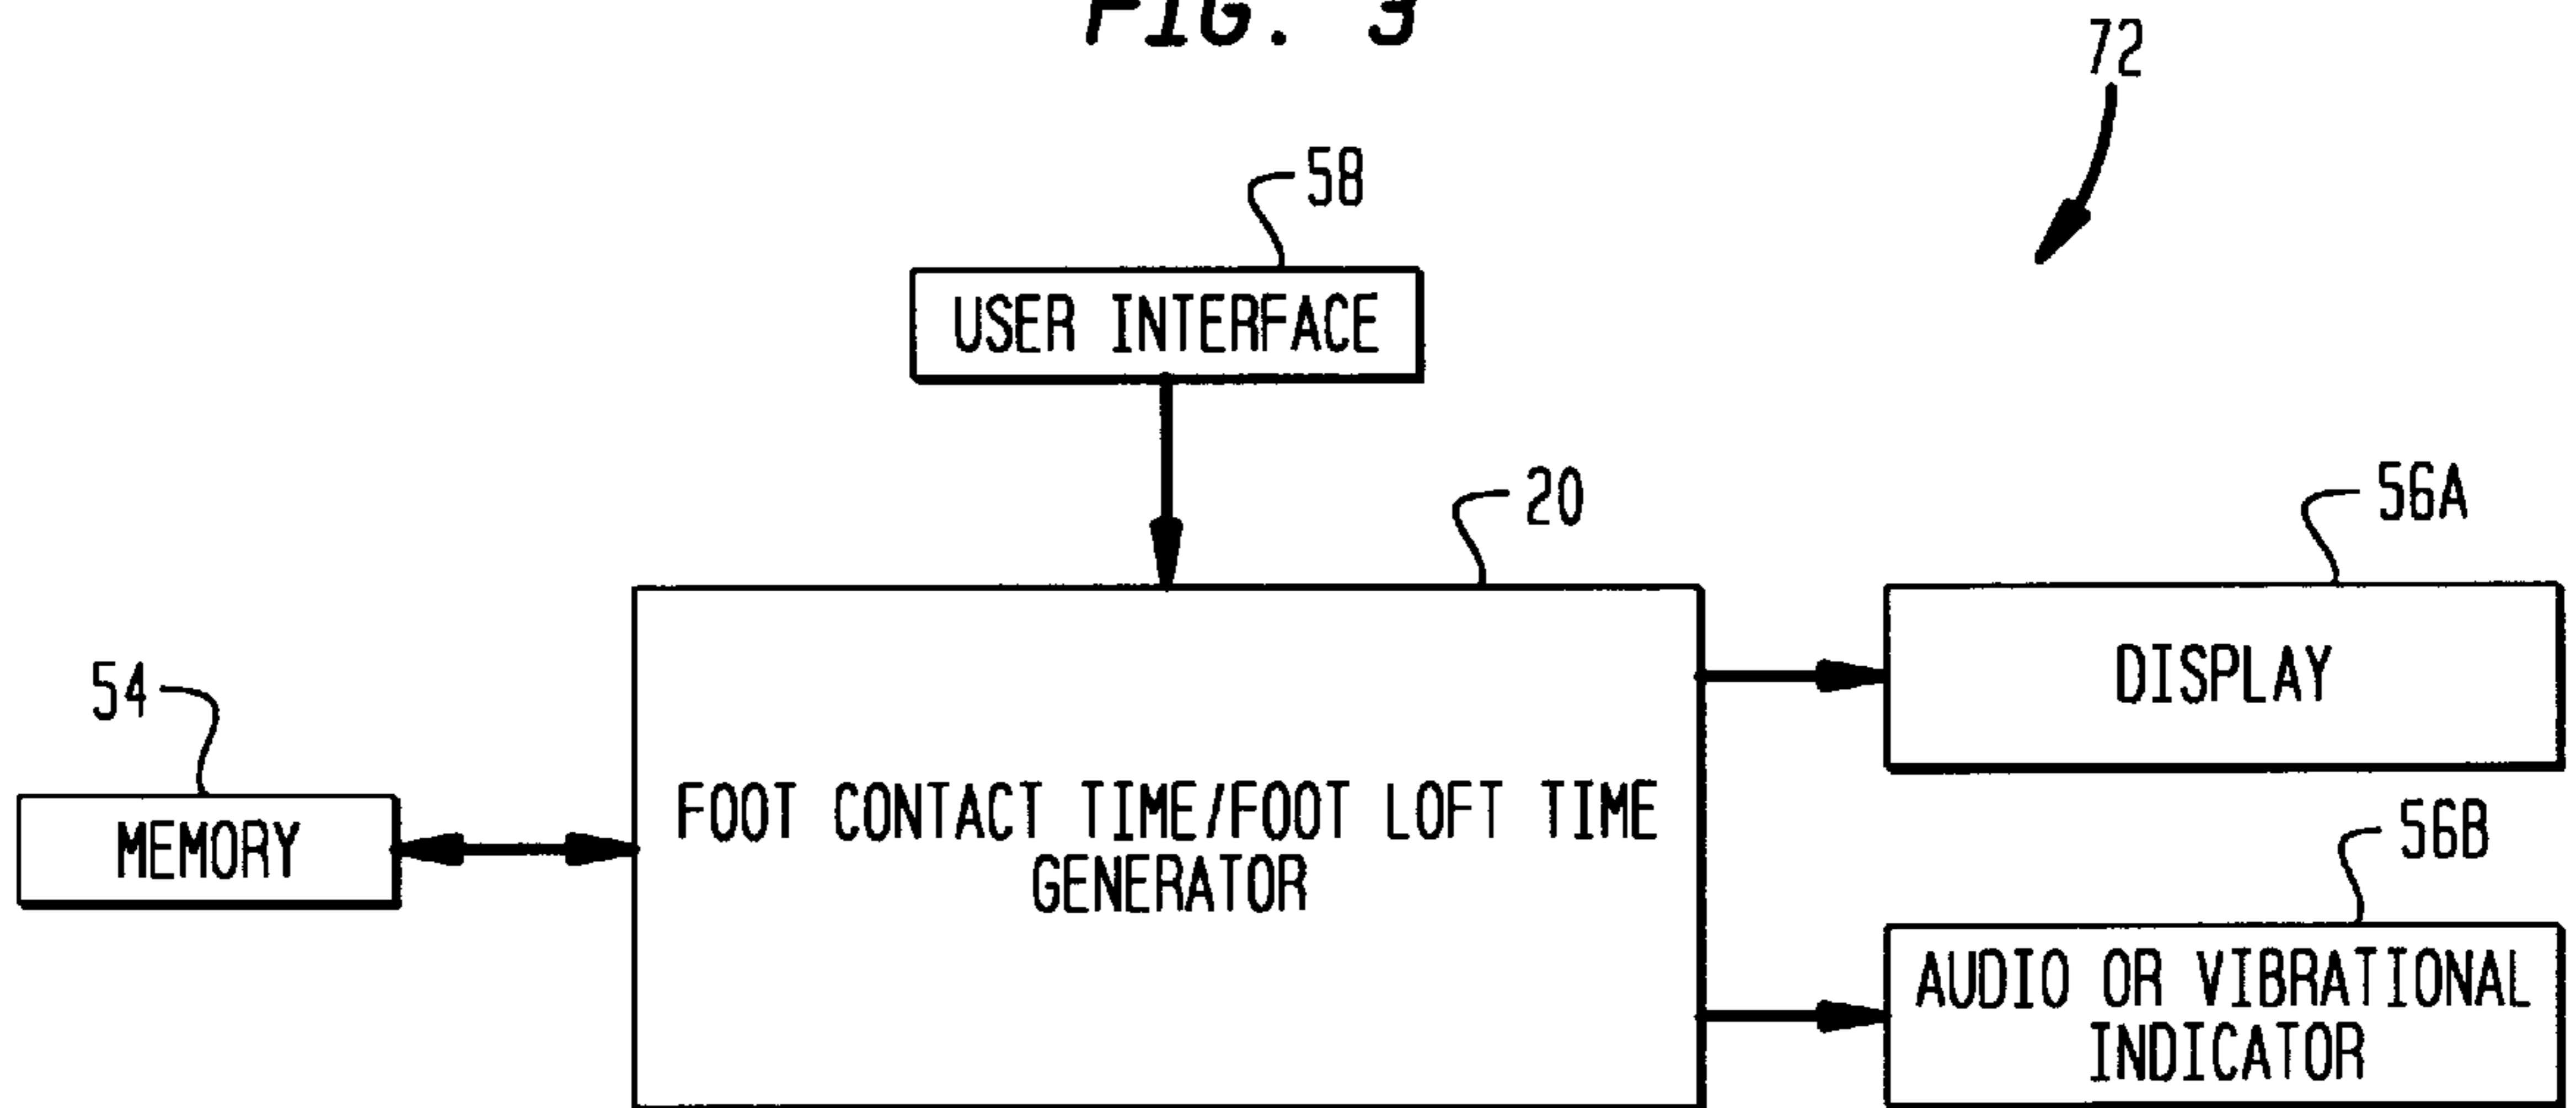 FIG. 3
72
58
USER INTERFACE
20
56A
DISPLAY
54
MEMORY
FOOT CONTACT TIME/FOOT LOFT TIME
GENERATOR
56B
AUDIO OR VIBRATIONAL
INDICATOR